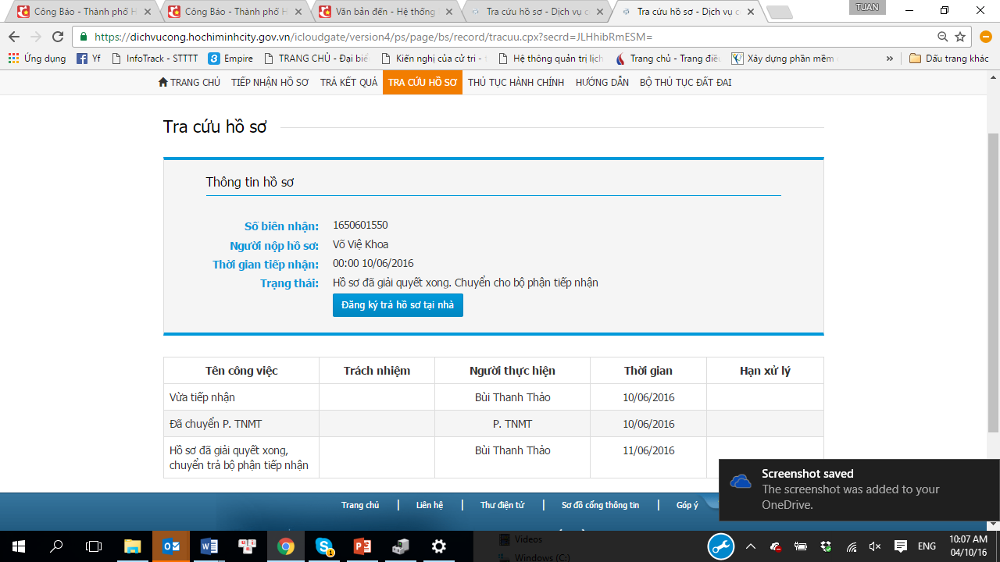 Công Báo - Thành phố H
Công Báo - Thành phố H
Văn bản đến - Hệ thống
Tra cứu hồ sơ - Dịch vụ c
Tra cứu hồ sơ - Dịch vụ c
TUAN
https://dichvucong.hochiminhcity.gov.vn/icloudgate/version4/ps/page/bs/record/tracuu.cpx?secrd=JLHhibRmESM=
Ứng dụng
Yf
InfoTrack - STTTT
Empire
TRANG CHỦ - Đại biể
Kiến nghị của cử tri -
Hệ thống quản trị lịch
Trang chủ - Trang điề
Xây dựng phần mềm
»
Dấu trang khác
TRANG CHỦ TIẾP NHẬN HỒ SƠ TRẢ KẾT QUẢ TRA CỨU HỒ SƠ THỦ TỤC HÀNH CHÍNH HƯỚNG DẪN BỘ THỦ TỤC ĐẤT ĐAI
Tra cứu hồ sơ
Thông tin hồ sơ
Số biên nhận: 1650601550
Người nộp hồ sơ: Võ Việ Khoa
Thời gian tiếp nhận: 00:00 10/06/2016
Trạng thái: Hồ sơ đã giải quyết xong. Chuyển cho bộ phận tiếp nhận
Đăng ký trả hồ sơ tại nhà
Tên công việc Trách nhiệm Người thực hiện Thời gian Hạn xử lý
Vừa tiếp nhận Bùi Thanh Thảo 10/06/2016
Đã chuyển P. TNMT P. TNMT 10/06/2016
Hồ sơ đã giải quyết xong, Bùi Thanh Thảo 11/06/2016
chuyển trả bộ phận tiếp nhận
Screenshot saved
The screenshot was added to your
OneDrive.
Trang chủ | Liên hệ | Thư điện tử | Sơ đồ cổng thông tin | Góp ý
Videos
Windows (C:)
1
ENG
10:07 AM
04/10/16